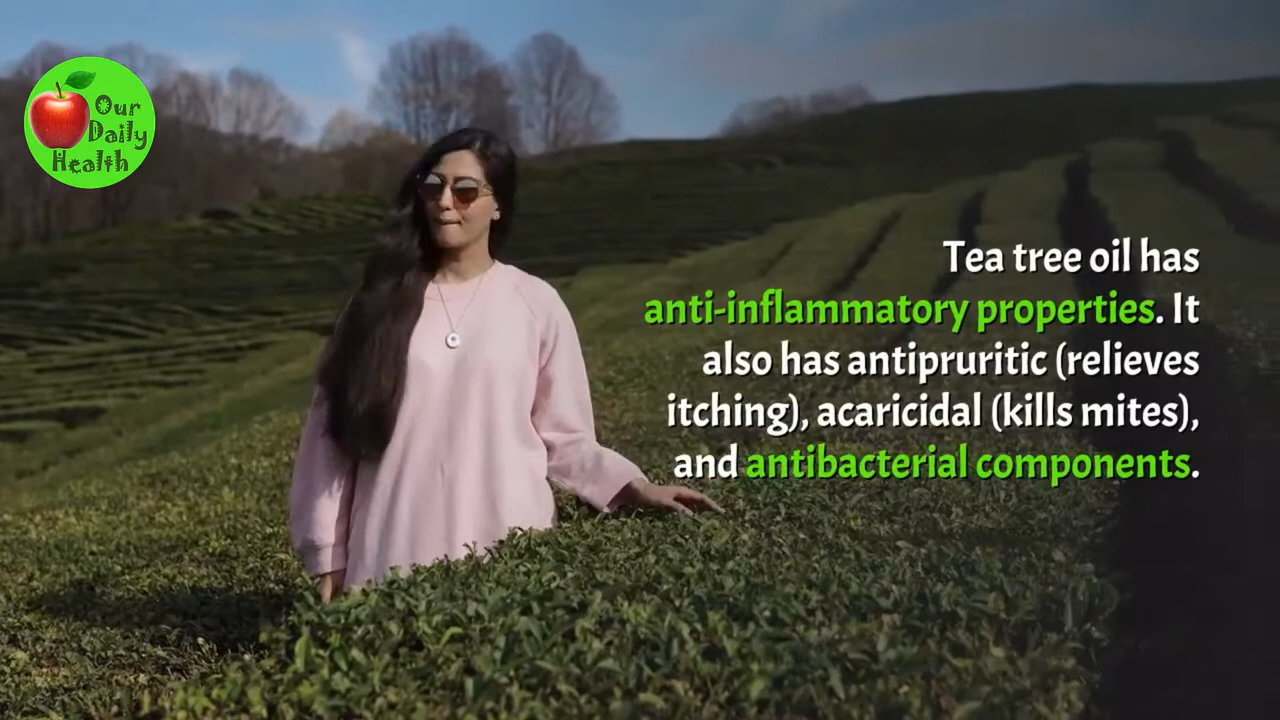 Our
Daily
Health
Tea tree oil has
anti-inflammatory properties. It
also has antipruritic (relieves
itching), acaricidal (kills mites),
and antibacterial components.